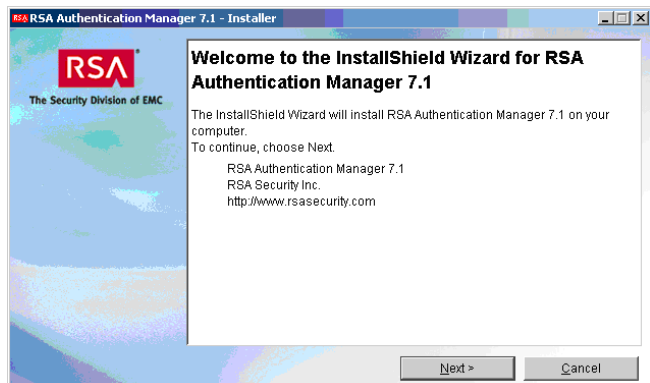 RSA RSA Authentication Manager 7.1 - Installer
RSA
The Security Division of EMC
Welcome to the InstallShield Wizard for RSA
Authentication Manager 7.1
The InstallShield Wizard will install RSA Authentication Manager 7.1 on your
computer.
To continue, choose Next.
RSA Authentication Manager 7.1
RSA Security Inc.
http://www.rsasecurity.com
Next >
Cancel